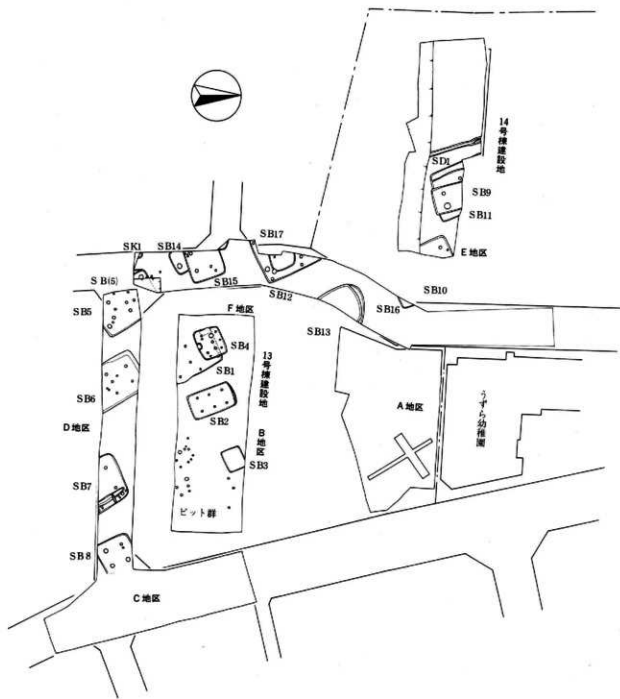 14号棟建設地
SD1
SB9
SB11
E地区
SB17
SK1
SB14
SB(5)
SB15
SB12
SB10
SB16
SB5
F地区
SB13
SB4
SB1
13号棟建設地
SB6
SB2
A地区
うずら幼稚園
D地区
B地区
SB3
SB7
ピット群
SB8
C地区